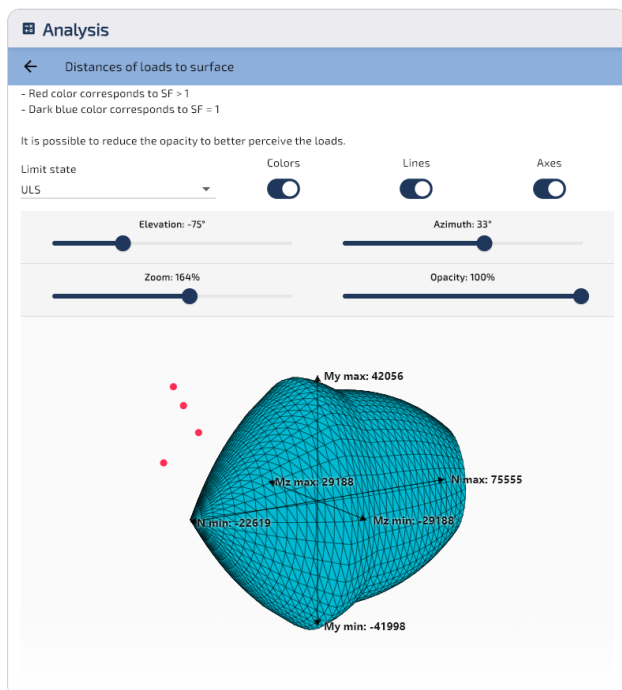 Analysis
Distances of loads to surface
- Red color corresponds to SF > 1
- Dark blue color corresponds to SF = 1
It is possible to reduce the opacity to better perceive the loads.
Limit state
ULS
Colors
Lines
Axes
Elevation: -75°
Azimuth: 33°
Zoom: 164%
Opacity: 100%
My max: 42056
Mz max: 29188
N max: 75555
N min: -22619
Mz min: -29188
My min: -41998